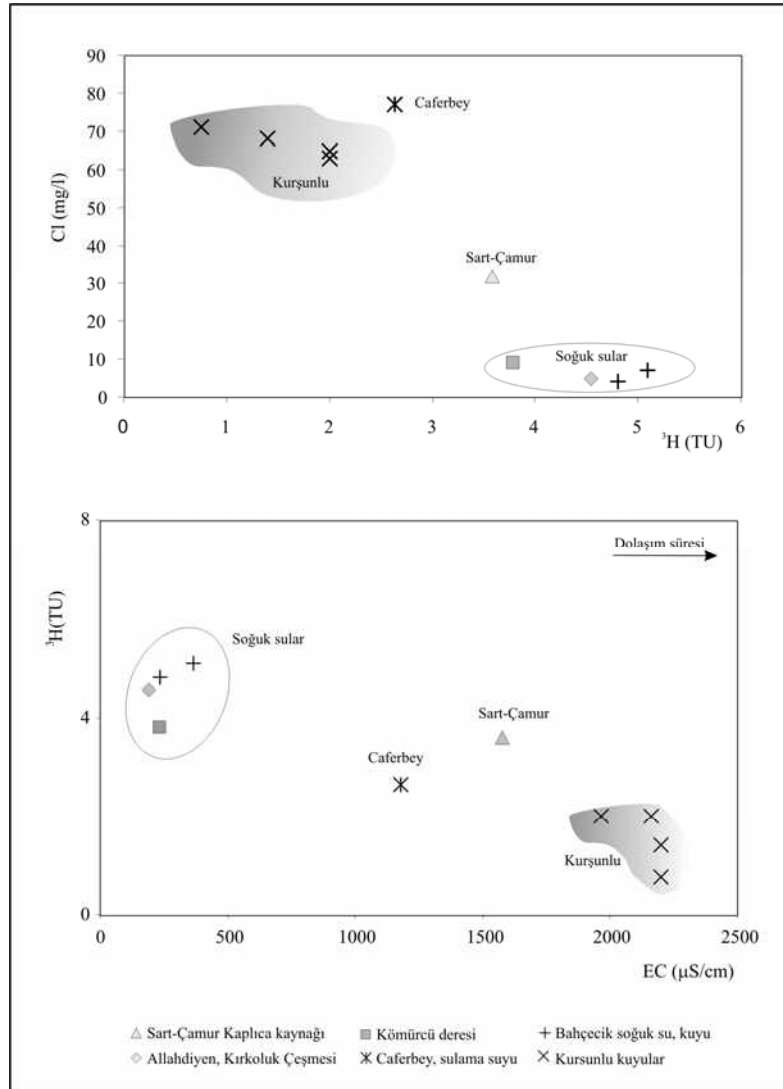 90
80
70
60
50
40
30
20
10
0
Cl (mg/l)
Caferbey
Kurşunlu
Sart-Çamur
Soğuk sular
0 1 2 3 4 5 6
³H (TU)
8
4
0
³H(TU)
Dolaşım süresi
Soğuk sular
Sart-Çamur
Caferbey
Kurşunlu
0 500 1000 1500 2000 2500
EC (µS/cm)
Sart-Çamur Kaplıca kaynağı Kömürcü deresi Bahçecik soğuk su, kuyu
Allahdiyen, Kırkoluk Çeşmesi Caferbey, sulama suyu Kursunlu kuyular